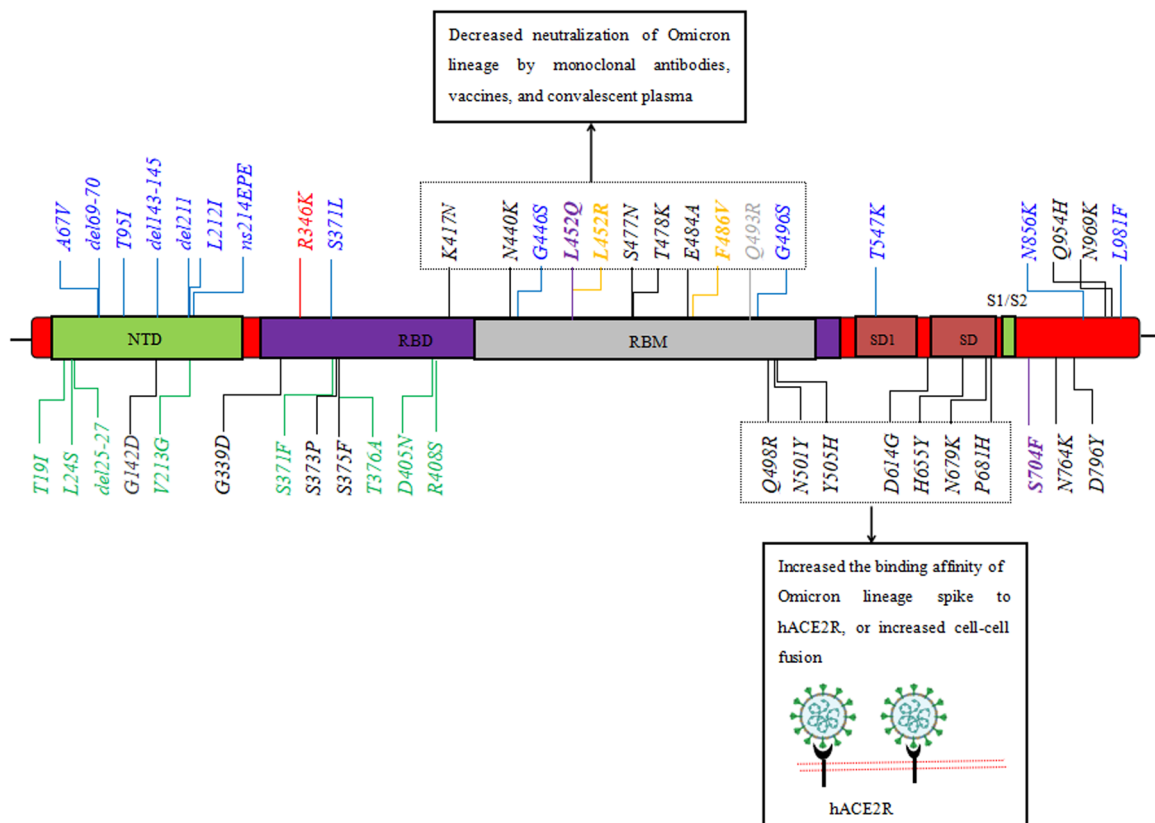 Decreased neutralization of Omicron
lineage by monoclonal antibodies,
vaccines, and convalescent plasma
A67V
del69-70
T95I
del143-145
del211
L212I
ns214EPE
R346K
S371L
K417N
N440K
G446S
L452Q
L452R
S477N
T478K
E484A
F486V
Q493R
G496S
T547K
N856K
Q954H
N969K
L981F
S1/S2
NTD
RBD
RBM
SD1
SD
T19I
L24S
del25-27
G142D
V213G
G339D
S371F
S373P
S375F
T376A
D405N
R408S
Q498R
N501Y
Y505H
D614G
H655Y
N679K
P681H
S704F
N764K
D796Y
Increased the binding affinity of
Omicron lineage spike to
hACE2R, or increased cell-cell
fusion
hACE2R